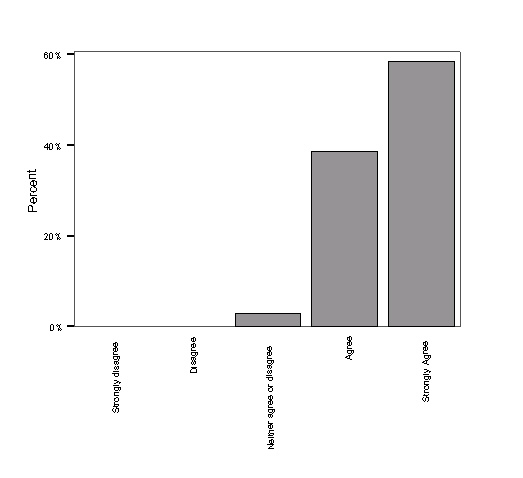 60%
40%
20%
0%
Percent
Strongly disagree
Disagree
Neither agree or disagree
Agree
Strongly Agree